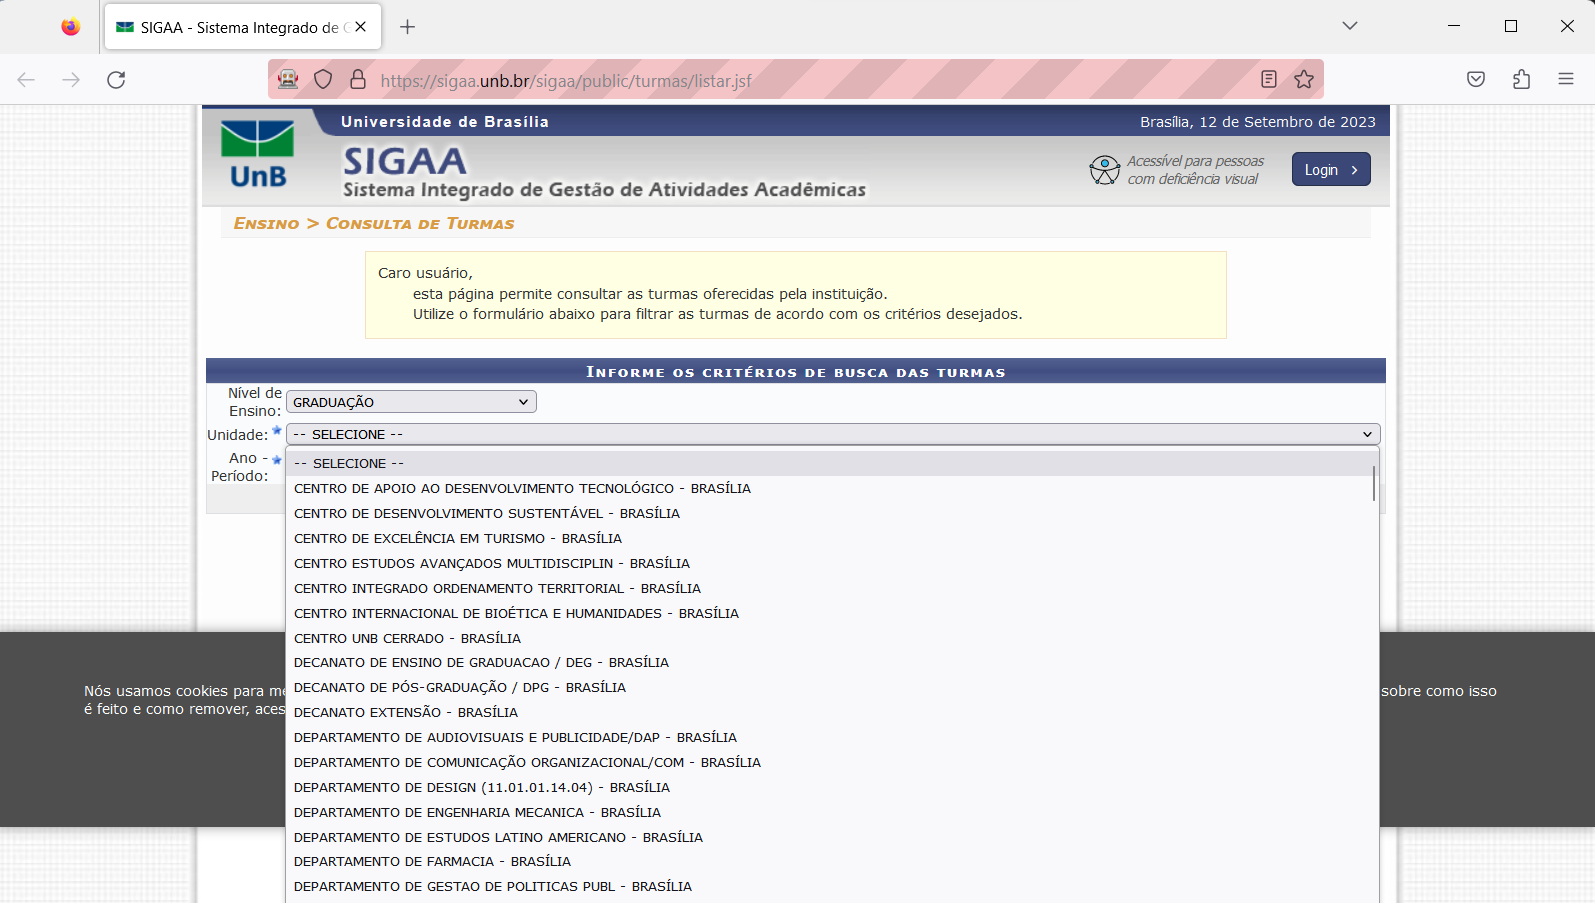 SIGAA - Sistema Integrado de
https://sigaa.unb.br/sigaa/public/turmas/listar.jsf
Universidade de Brasília
Brasília, 12 de Setembro de 2023
UnB
SIGAA
Sistema Integrado de Gestão de Atividades Acadêmicas
Acessível para pessoas
com deficiência visual
Login
Ensino > Consulta de Turmas
Caro usuário,
esta página permite consultar as turmas oferecidas pela instituição.
Utilize o formulário abaixo para filtrar as turmas de acordo com os critérios desejados.
Informe os critérios de busca das turmas
Nível de
Ensino:
GRADUAÇÃO
Unidade:
-- SELECIONE --
Ano -
Período:
-- SELECIONE --
CENTRO DE APOIO AO DESENVOLVIMENTO TECNOLÓGICO - BRASÍLIA
CENTRO DE DESENVOLVIMENTO SUSTENTÁVEL - BRASÍLIA
CENTRO DE EXCELÊNCIA EM TURISMO - BRASÍLIA
CENTRO ESTUDOS AVANÇADOS MULTIDISCIPLIN - BRASÍLIA
CENTRO INTEGRADO ORDENAMENTO TERRITORIAL - BRASÍLIA
CENTRO INTERNACIONAL DE BIOÉTICA E HUMANIDADES - BRASÍLIA
CENTRO UNB CERRADO - BRASÍLIA
DECANATO DE ENSINO DE GRADUACAO / DEG - BRASÍLIA
DECANATO DE PÓS-GRADUAÇÃO / DPG - BRASÍLIA
DECANATO EXTENSÃO - BRASÍLIA
DEPARTAMENTO DE AUDIOVISUAIS E PUBLICIDADE/DAP - BRASÍLIA
DEPARTAMENTO DE COMUNICAÇÃO ORGANIZACIONAL/COM - BRASÍLIA
DEPARTAMENTO DE DESIGN (11.01.01.14.04) - BRASÍLIA
DEPARTAMENTO DE ENGENHARIA MECANICA - BRASÍLIA
DEPARTAMENTO DE ESTUDOS LATINO AMERICANO - BRASÍLIA
DEPARTAMENTO DE FARMACIA - BRASÍLIA
DEPARTAMENTO DE GESTAO DE POLITICAS PUBL - BRASÍLIA
Nós usamos cookies para
sobre como isso
é feito e como remover,